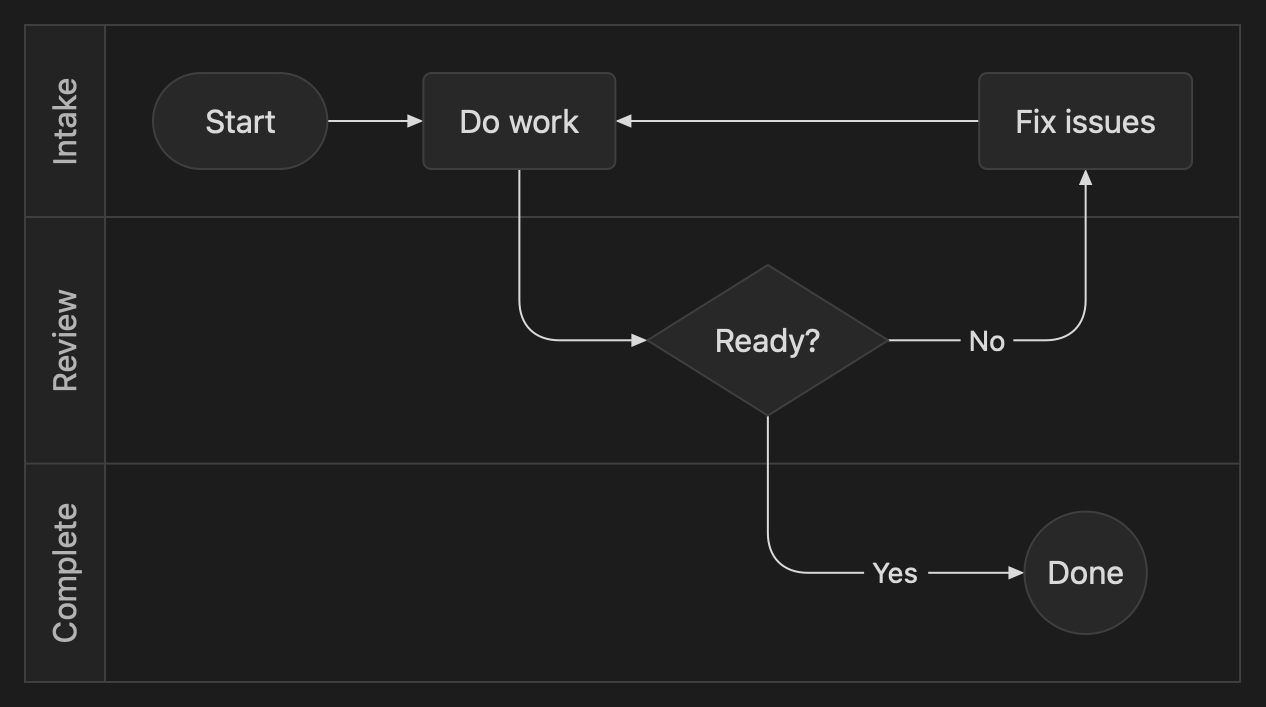 Intake
Start
Do work
Fix issues
Review
Ready?
No
Complete
Yes
Done